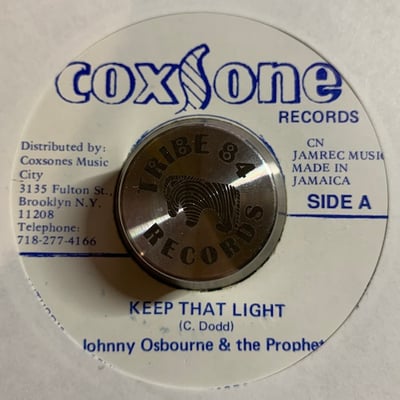 coxsone
RECORDS
Distributed by:
Coxsones Music
City
3135 Fulton St.,
Brooklyn N.Y.
11208
Telephone:
718-277-4166
CN
JAMREC MUSIC
MADE IN
JAMAICA
SIDE A
TRIBE 84
RECORDS
KEEP THAT LIGHT
(C. Dodd)
Johnny Osbourne & the Prophet